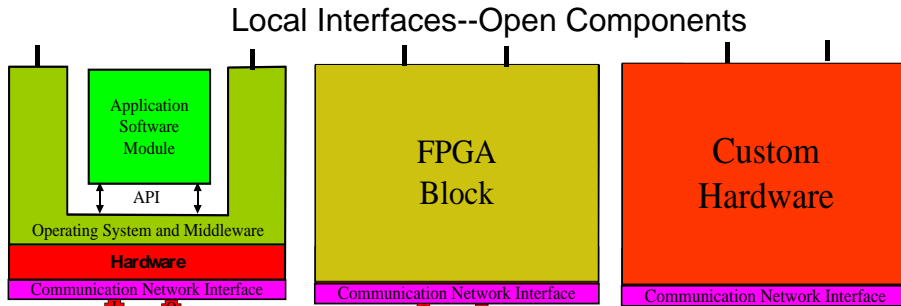 Local Interfaces--Open Components
Application
Software
Module
API
Operating System and Middleware
Hardware
Communication Network Interface
FPGA
Block
Communication Network Interface
Custom
Hardware
Communication Network Interface